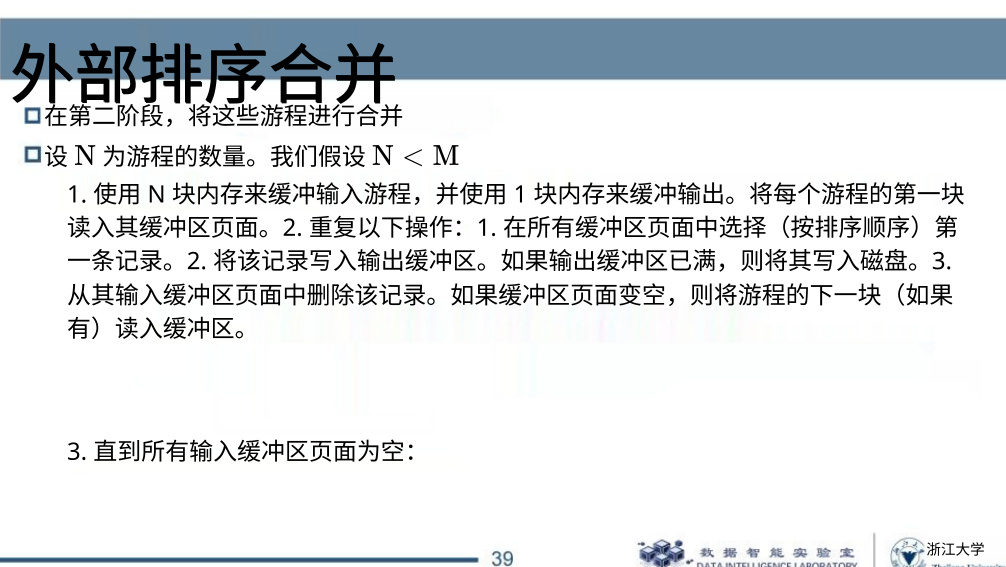 外部排序合并
在第二阶段，将这些游程进行合并
设 N 为游程的数量。我们假设 N < M
1. 使用 N 块内存来缓冲输入游程，并使用 1 块内存来缓冲输出。将每个游程的第一块
读入其缓冲区页面。2. 重复以下操作：1. 在所有缓冲区页面中选择（按排序顺序）第
一条记录。2. 将该记录写入输出缓冲区。如果输出缓冲区已满，则将其写入磁盘。3.
从其输入缓冲区页面中删除该记录。如果缓冲区页面变空，则将游程的下一块（如果
有）读入缓冲区。
3. 直到所有输入缓冲区页面为空：
39
数据智能实验室
DATA INTELLIGENCE LABORATORY
浙江大学